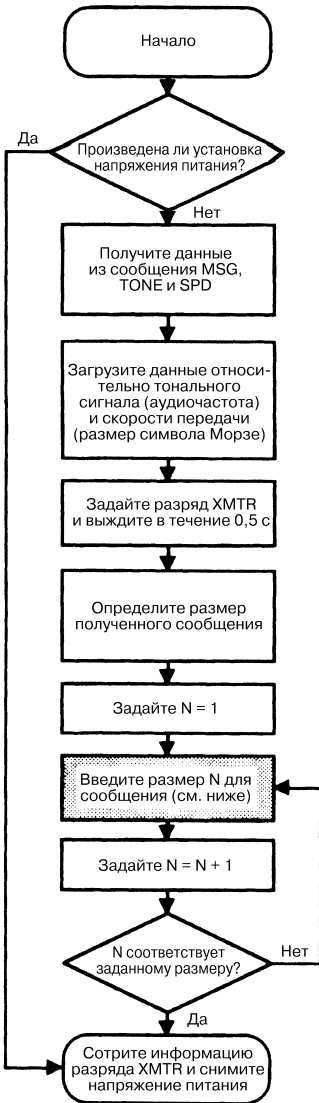 Начало
Да
Произведена ли установка
напряжения питания?
Нет
Получите данные
из сообщения MSG,
TONE и SPD
Загрузите данные относи-
тельно тонального
сигнала (аудиочастота)
и скорости передачи
(размер символа Морзе)
Задайте разряд XMTR
и выждите в течение 0,5 с
Определите размер
полученного сообщения
Задайте N = 1
Введите размер N для
сообщения (см. ниже)
Задайте N = N + 1
N соответствует
заданному размеру?
Нет
Да
Сотрите информацию
разряда XMTR и снимите
напряжение питания